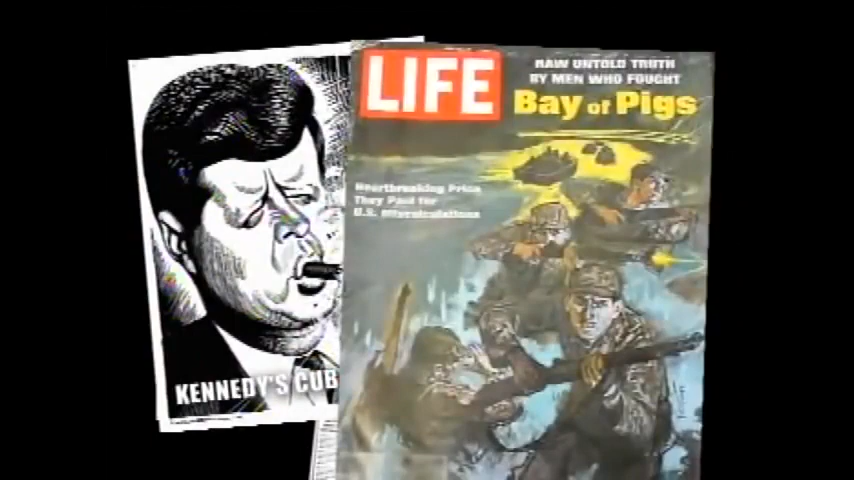 LIFE
RAW UNTOLD TRUTH
BY MEN WHO FOUGHT
Bay of Pigs
Heartbreaking Price
They Paid for
U.S. Miscalculations
KENNEDY'S CUB